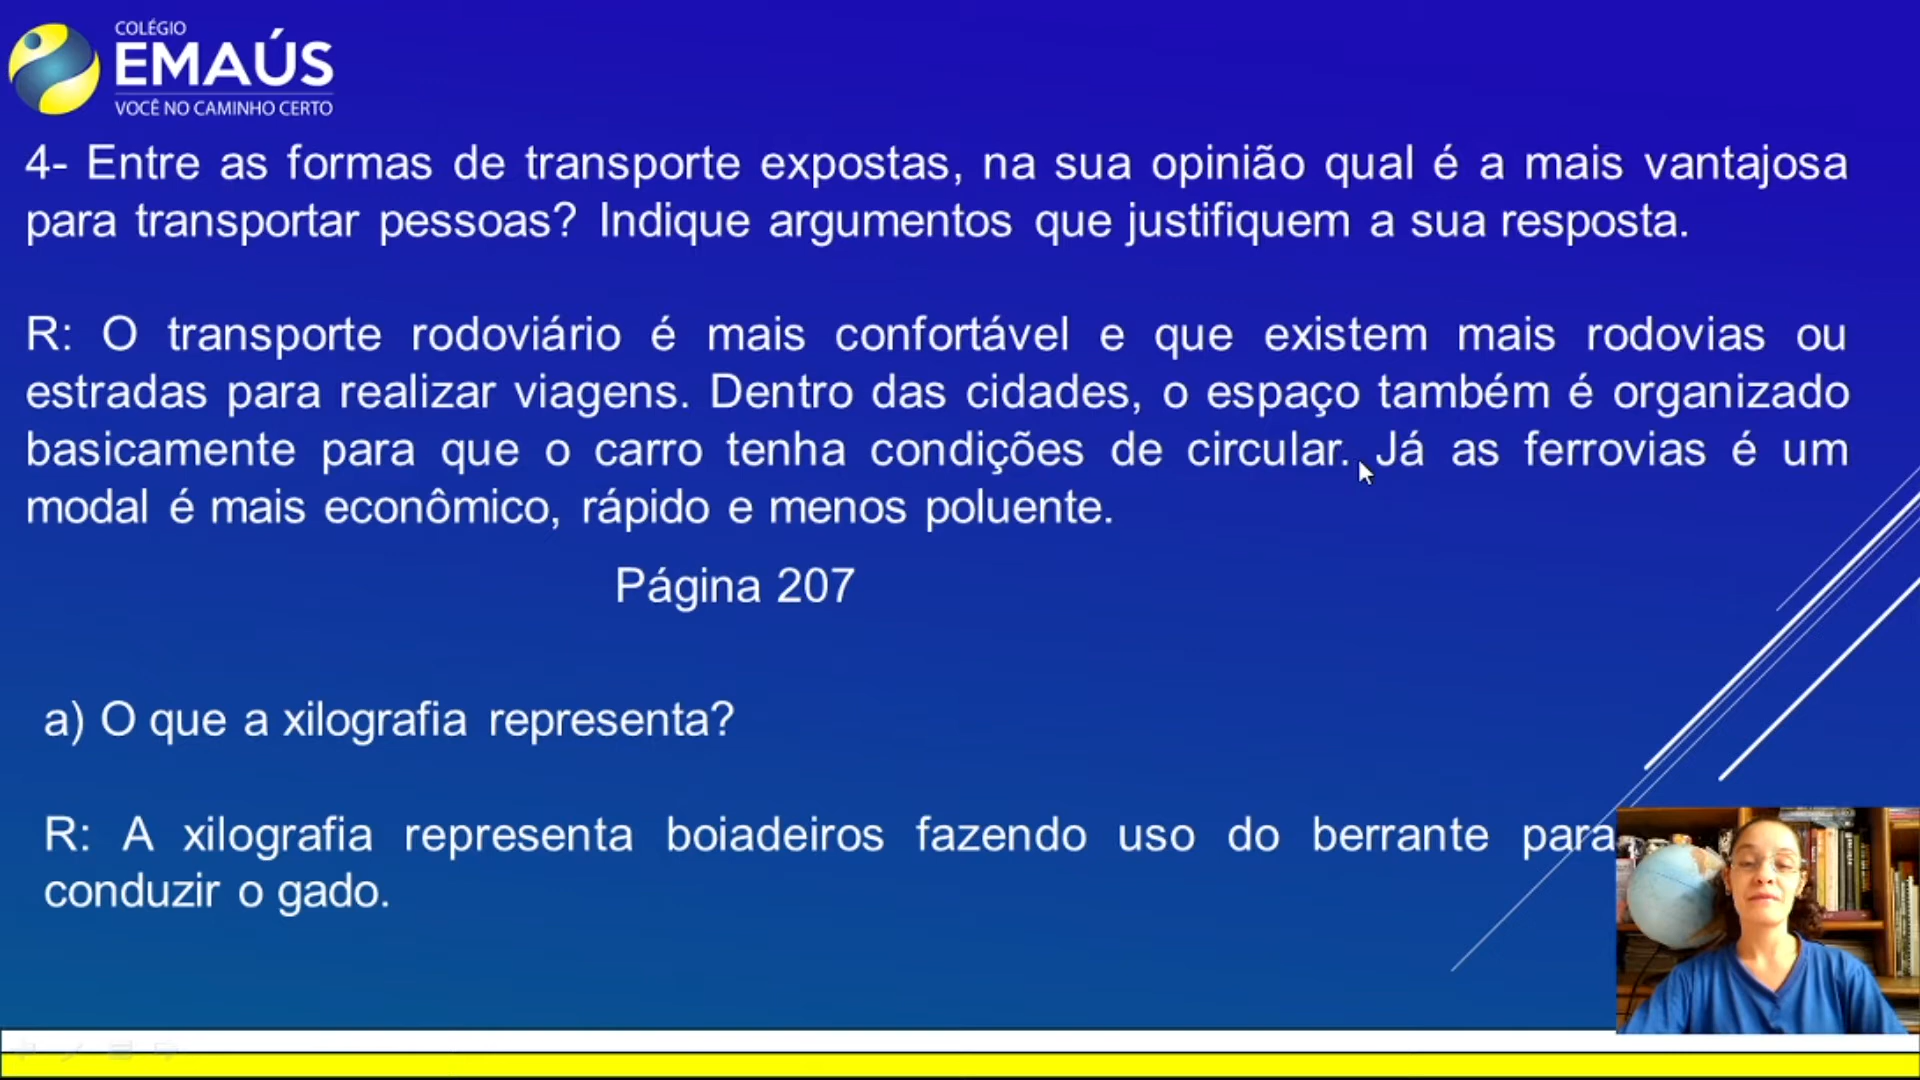 COLÉGIO
EMAÚS
VOCÊ NO CAMINHO CERTO
4- Entre as formas de transporte expostas, na sua opinião qual é a mais vantajosa
para transportar pessoas? Indique argumentos que justifiquem a sua resposta.
R: O transporte rodoviário é mais confortável e que existem mais rodovias ou
estradas para realizar viagens. Dentro das cidades, o espaço também é organizado
basicamente para que o carro tenha condições de circular. Já as ferrovias é um
modal é mais econômico, rápido e menos poluente.
Página 207
a) O que a xilografia representa?
R: A xilografia representa boiadeiros fazendo uso do berrante para
conduzir o gado.